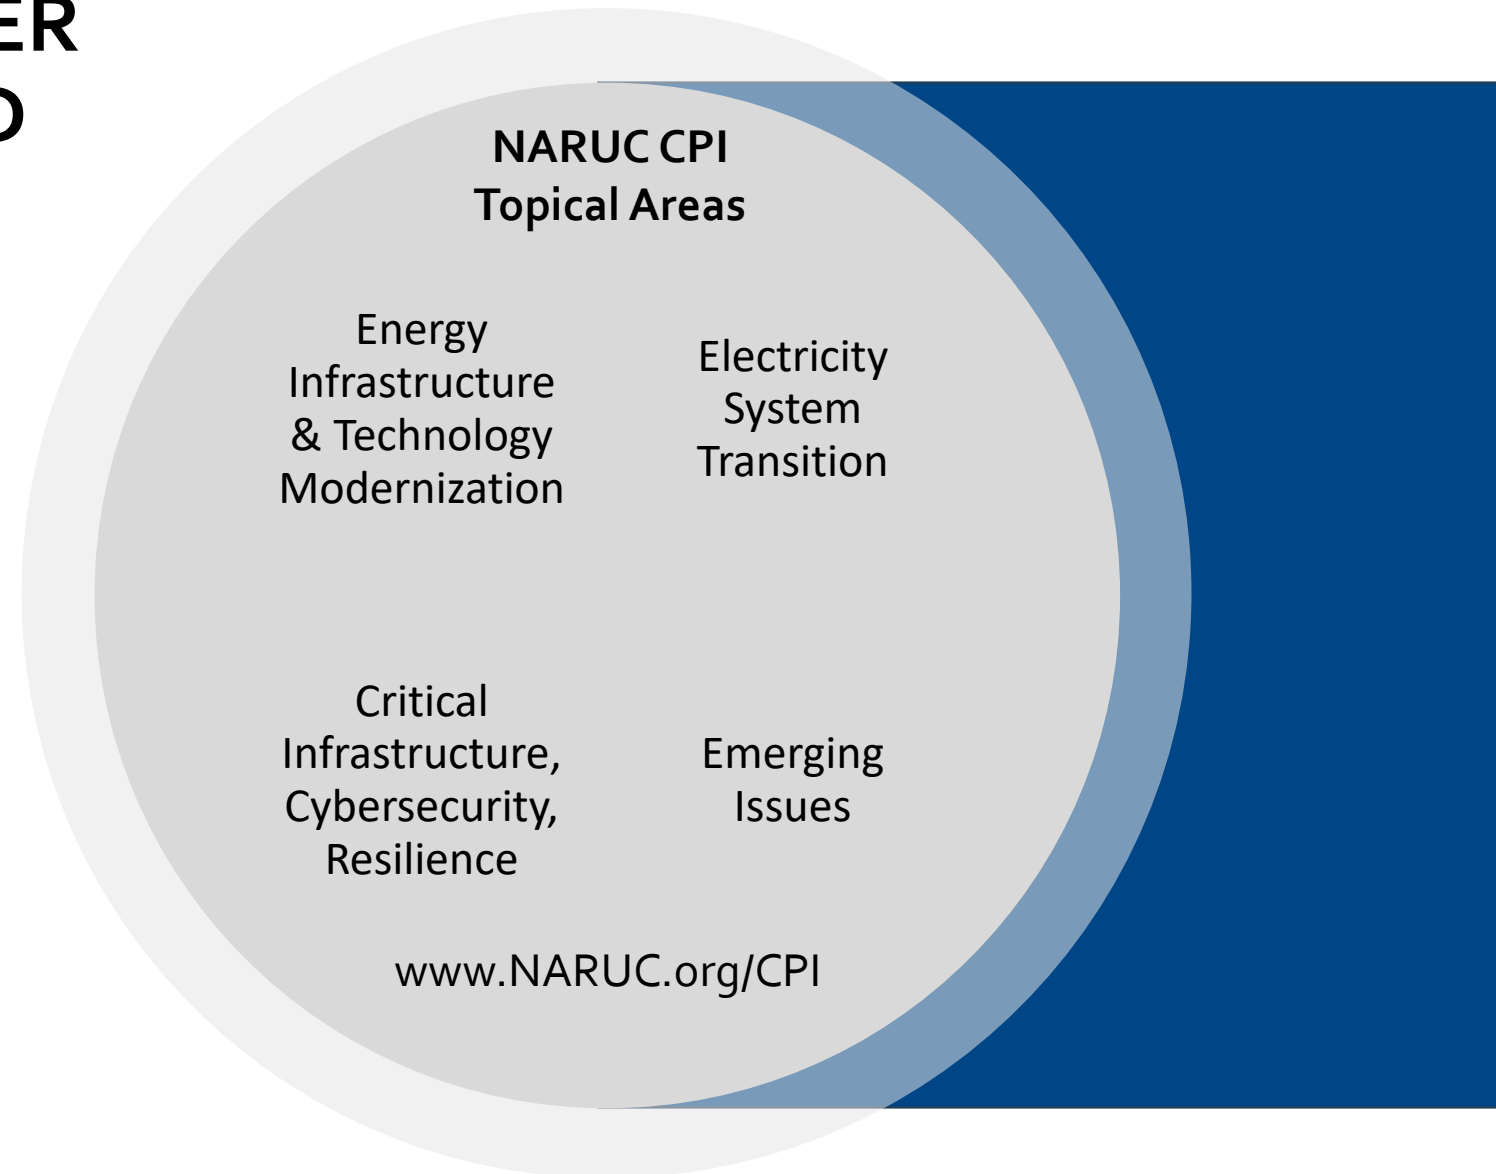 ER
NARUC CPI
Topical Areas
Energy
Infrastructure
& Technology
Modernization
Electricity
System
Transition
Critical
Infrastructure,
Cybersecurity,
Resilience
Emerging
Issues
www.NARUC.org/CPI